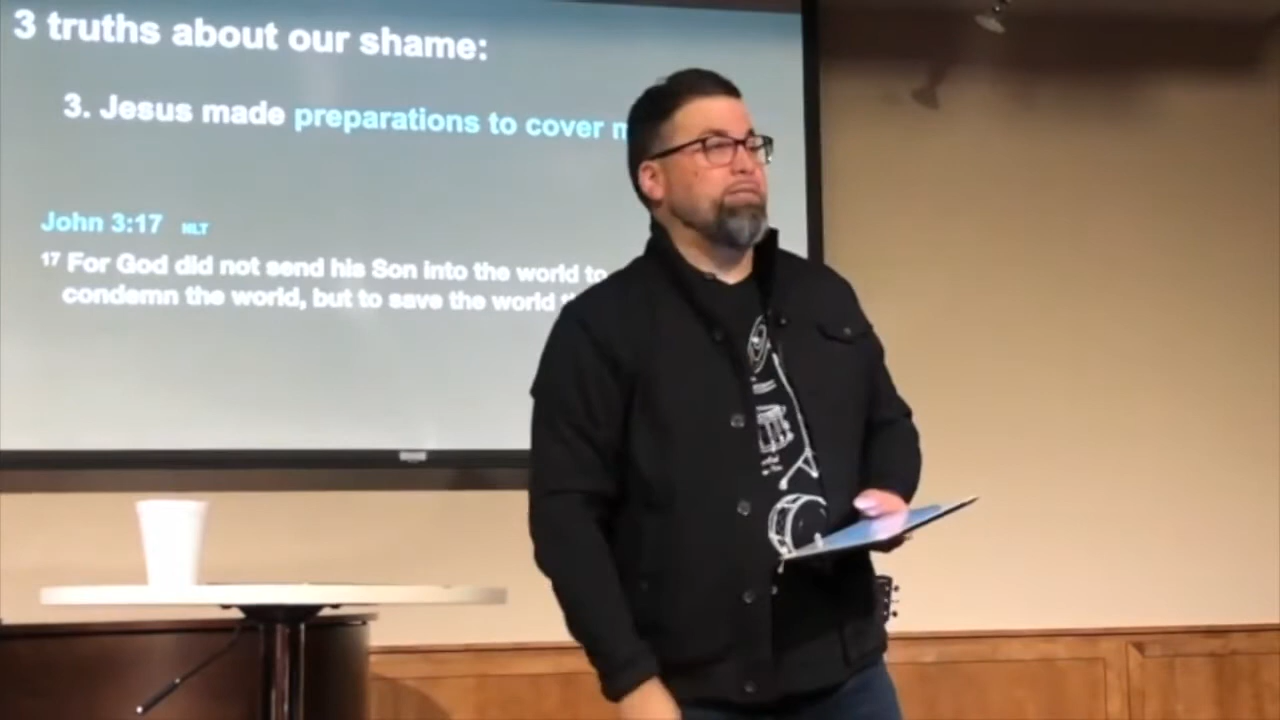 3 truths about our shame:
3. Jesus made preparations to cover
John 3:17 NLT
17 For God did not send his Son into the world to
condemn the world, but to save the world